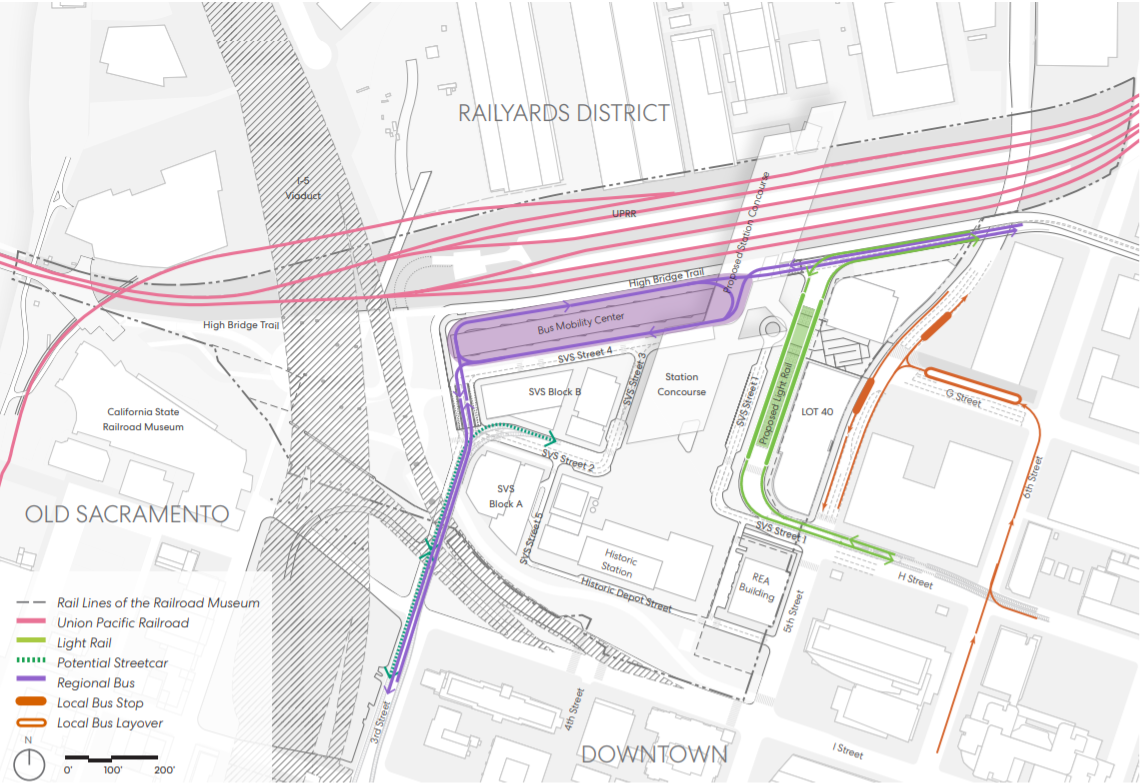 RAILYARDS DISTRICT
I-5
Viaduct
UPRR
Proposed Station Concourse
High Bridge Trail
Bus Mobility Center
High Bridge Trail
SVS Street 4
SVS Street 3
SVS Block B
Station
Concourse
SVS Street 1
Proposed Light Rail
LOT 40
G Street
California State
Railroad Museum
SVS Street 2
6th Street
OLD SACRAMENTO
SVS
Block A
SVS Street 5
SVS Street 1
Historic
Station
H Street
REA
Building
Historic Depot Street
5th Street
Rail Lines of the Railroad Museum
Union Pacific Railroad
Light Rail
Potential Streetcar
Regional Bus
Local Bus Stop
Local Bus Layover
3rd Street
4th Street
DOWNTOWN
I Street
N
0' 100' 200'